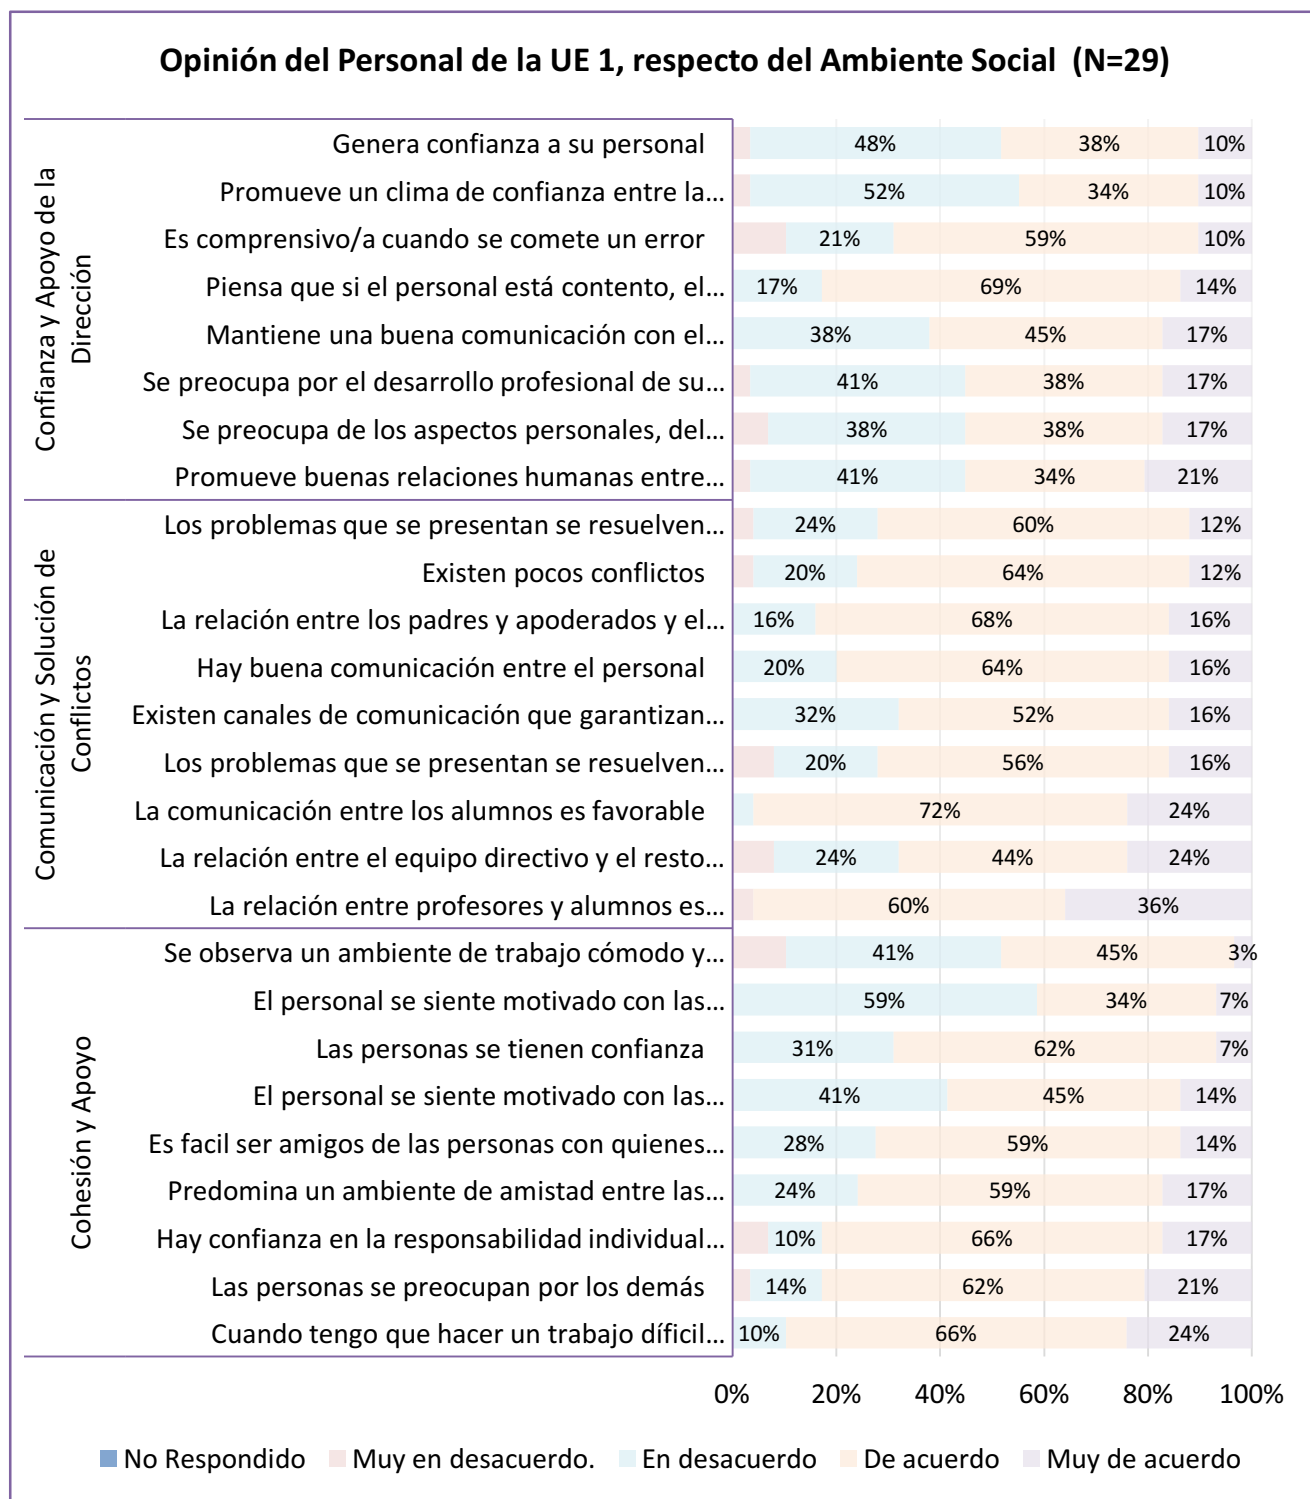 Opinión del Personal de la UE 1, respecto del Ambiente Social (N=29)
Confianza y Apoyo de la
Dirección
Genera confianza a su personal 48% 38% 10%
Promueve un clima de confianza entre la... 52% 34% 10%
Es comprensivo/a cuando se comete un error 21% 59% 10%
Piensa que si el personal está contento, el... 17% 69% 14%
Mantiene una buena comunicación con el... 38% 45% 17%
Se preocupa por el desarrollo profesional de su... 41% 38% 17%
Se preocupa de los aspectos personales, del... 38% 38% 17%
Promueve buenas relaciones humanas entre... 41% 34% 21%
Comunicación y Solución de
Conflictos
Los problemas que se presentan se resuelven... 24% 60% 12%
Existen pocos conflictos 20% 64% 12%
La relación entre los padres y apoderados y el... 16% 68% 16%
Hay buena comunicación entre el personal 20% 64% 16%
Existen canales de comunicación que garantizan... 32% 52% 16%
Los problemas que se presentan se resuelven... 20% 56% 16%
La comunicación entre los alumnos es favorable 72% 24%
La relación entre el equipo directivo y el resto... 24% 44% 24%
La relación entre profesores y alumnos es... 60% 36%
Cohesión y Apoyo
Se observa un ambiente de trabajo cómodo y... 41% 45% 3%
El personal se siente motivado con las... 59% 34% 7%
Las personas se tienen confianza 31% 62% 7%
El personal se siente motivado con las... 41% 45% 14%
Es facil ser amigos de las personas con quienes... 28% 59% 14%
Predomina un ambiente de amistad entre las... 24% 59% 17%
Hay confianza en la responsabilidad individual... 10% 66% 17%
Las personas se preocupan por los demás 14% 62% 21%
Cuando tengo que hacer un trabajo díficil... 10% 66% 24%
0% 20% 40% 60% 80% 100%
No Respondido Muy en desacuerdo. En desacuerdo De acuerdo Muy de acuerdo